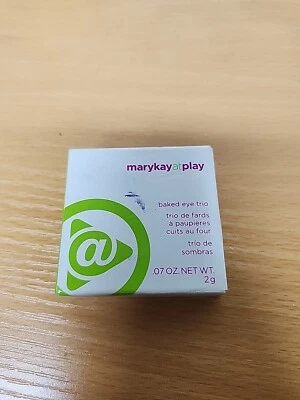 marykayatplay
baked eye trio
trio de fards
à paupières
cuits au four
trio de
sombras
@
.07 OZ. NET WT.
2g